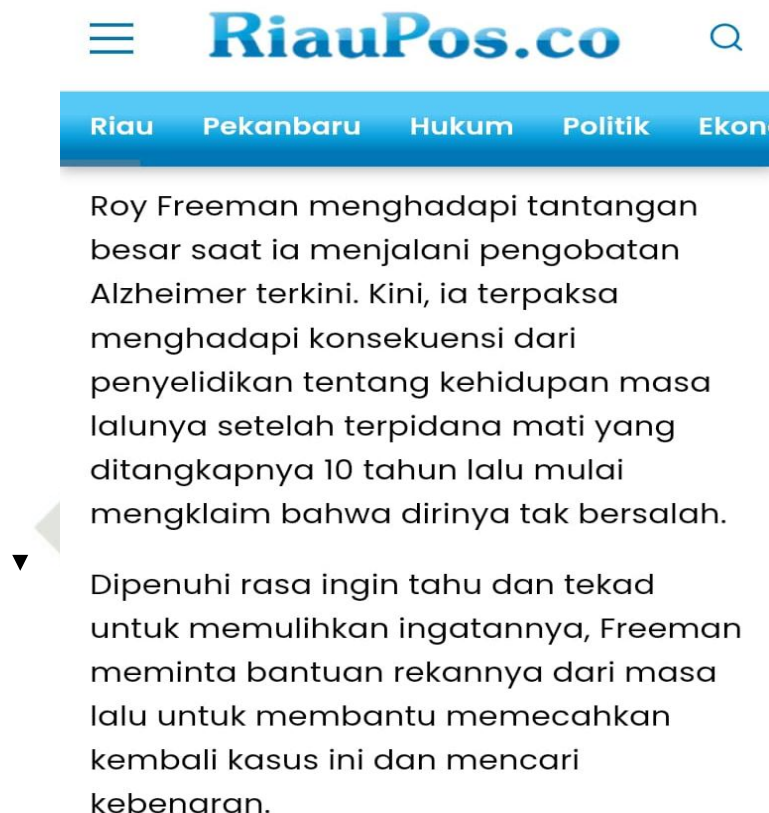 RiauPos.co
Riau Pekanbaru Hukum Politik Ekon
Roy Freeman menghadapi tantangan
besar saat ia menjalani pengobatan
Alzheimer terkini. Kini, ia terpaksa
menghadapi konsekuensi dari
penyelidikan tentang kehidupan masa
lalunya setelah terpidana mati yang
ditangkapnya 10 tahun lalu mulai
mengklaim bahwa dirinya tak bersalah.
Dipenuhi rasa ingin tahu dan tekad
untuk memulihkan ingatannya, Freeman
meminta bantuan rekannya dari masa
lalu untuk membantu memecahkan
kembali kasus ini dan mencari
kebenaran.